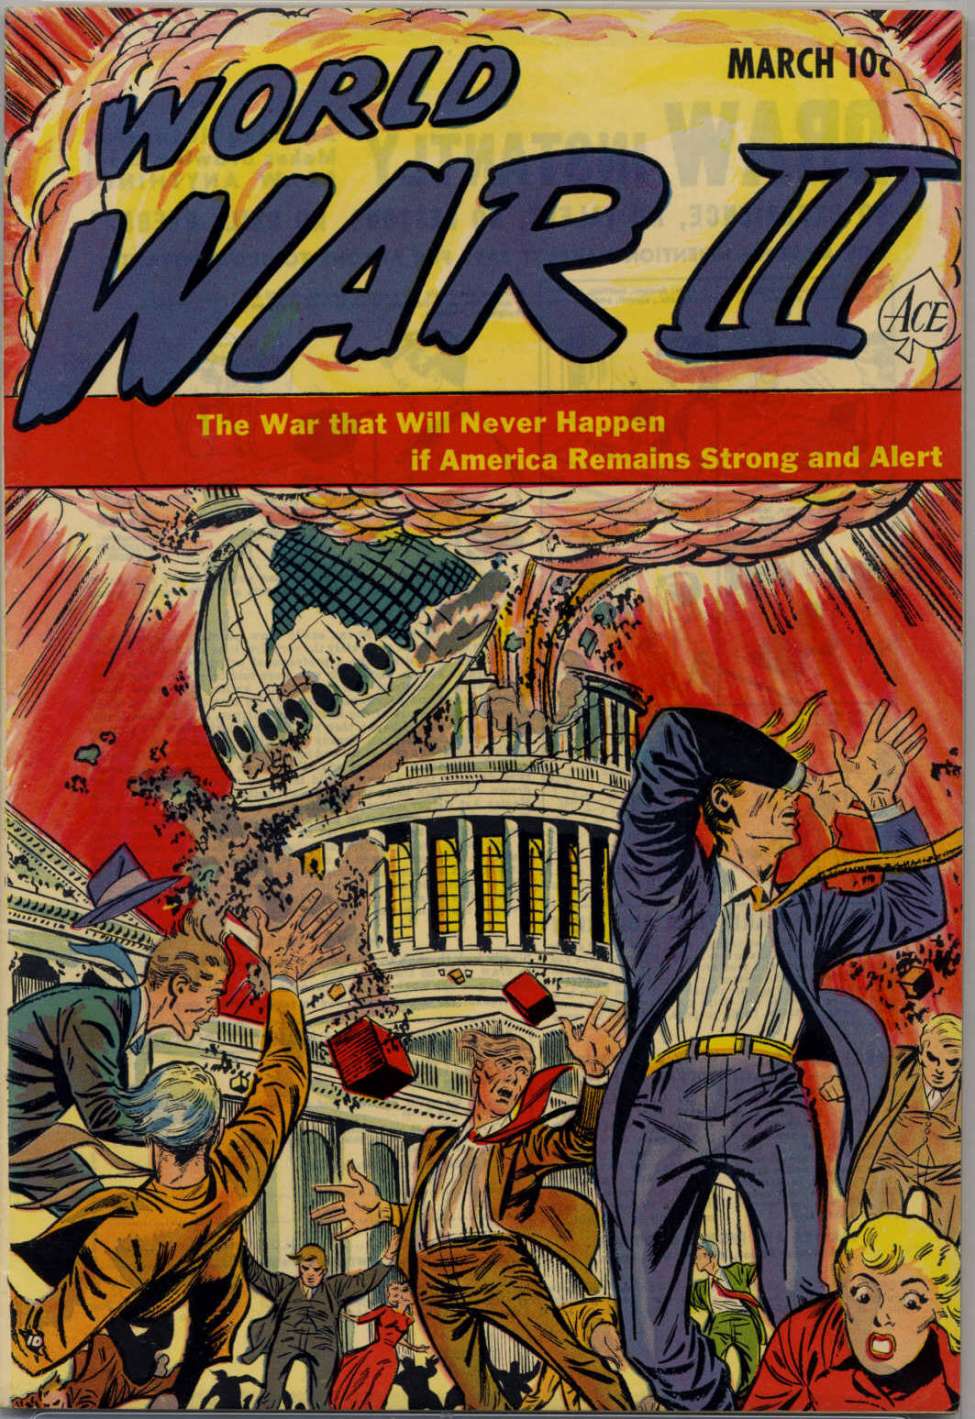 WORLD
WAR III
MARCH 10¢
ACE
The War that Will Never Happen
if America Remains Strong and Alert